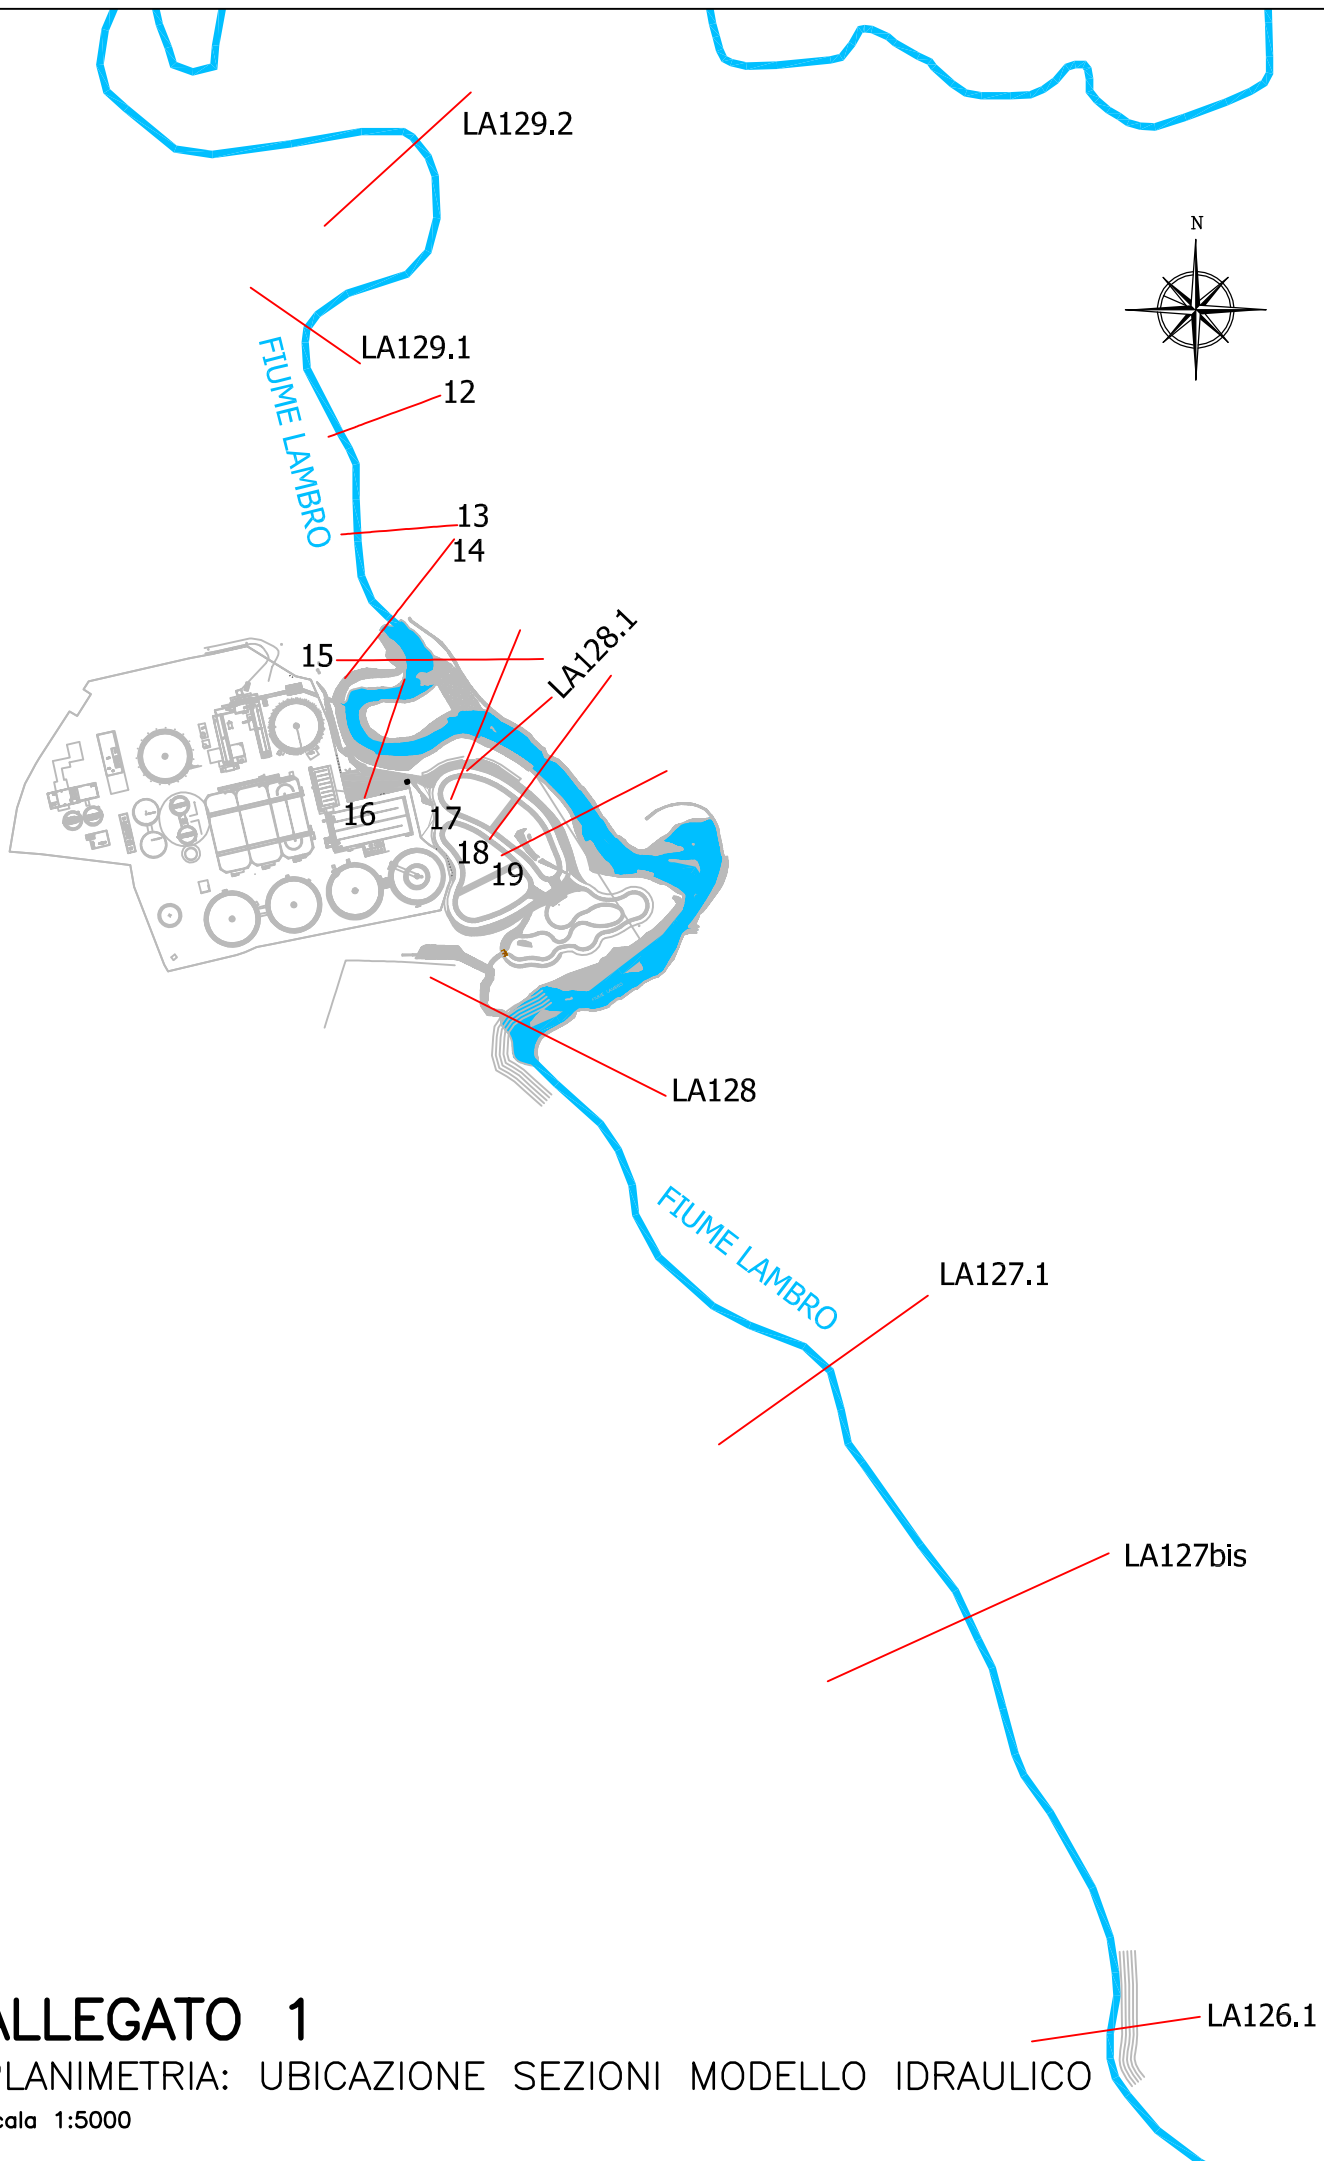 LA129.2
N
LA129.1
FIUME LAMBRO
12
13
14
15
LA128.1
16
17
18
19
LA128
FIUME LAMBRO
LA127.1
LA127bis
LA126.1
ALLEGATO 1
PLANIMETRIA: UBICAZIONE SEZIONI MODELLO IDRAULICO
cala 1:5000